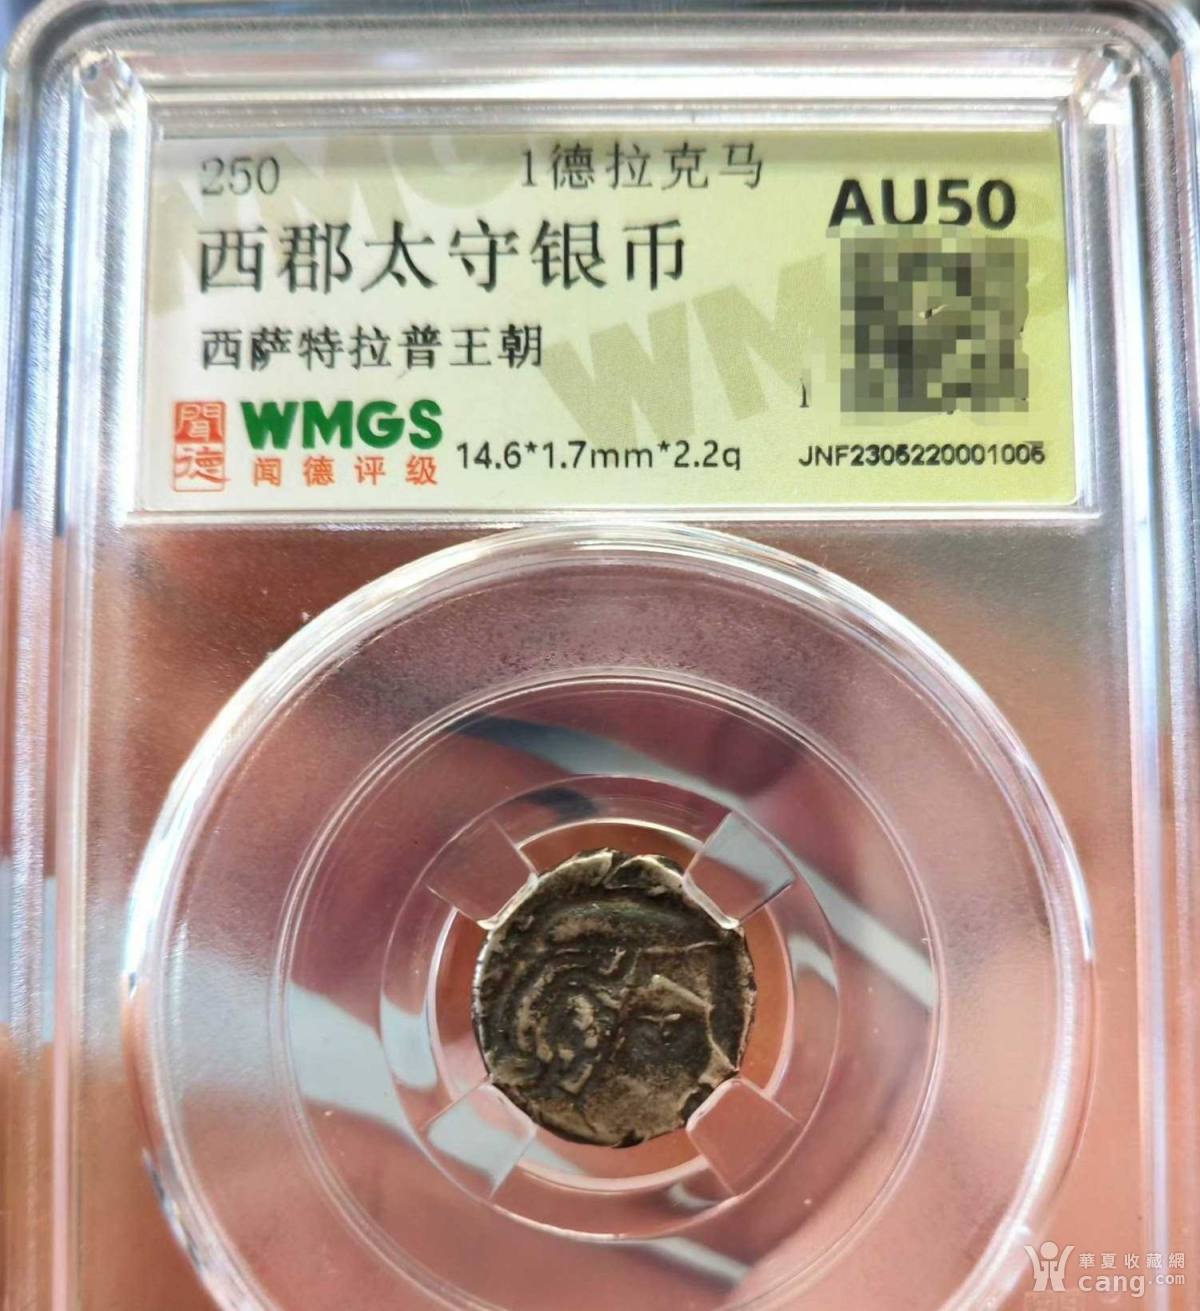 250 1德拉克马
AU50
西郡太守银币
西萨特拉普王朝
聞德
WMGS
闻德评级
14.6*1.7mm*2.2g
JNF2305220001005
華夏收藏網
cang.com